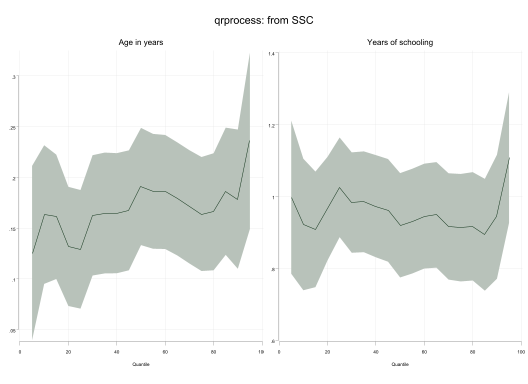 qrprocess: from SSC
Age in years
Years of schooling
.3
.25
.2
.15
.1
.05
0 20 40 60 80 100
Quantile
1.4
1.2
1
.8
.6
0 20 40 60 80 100
Quantile